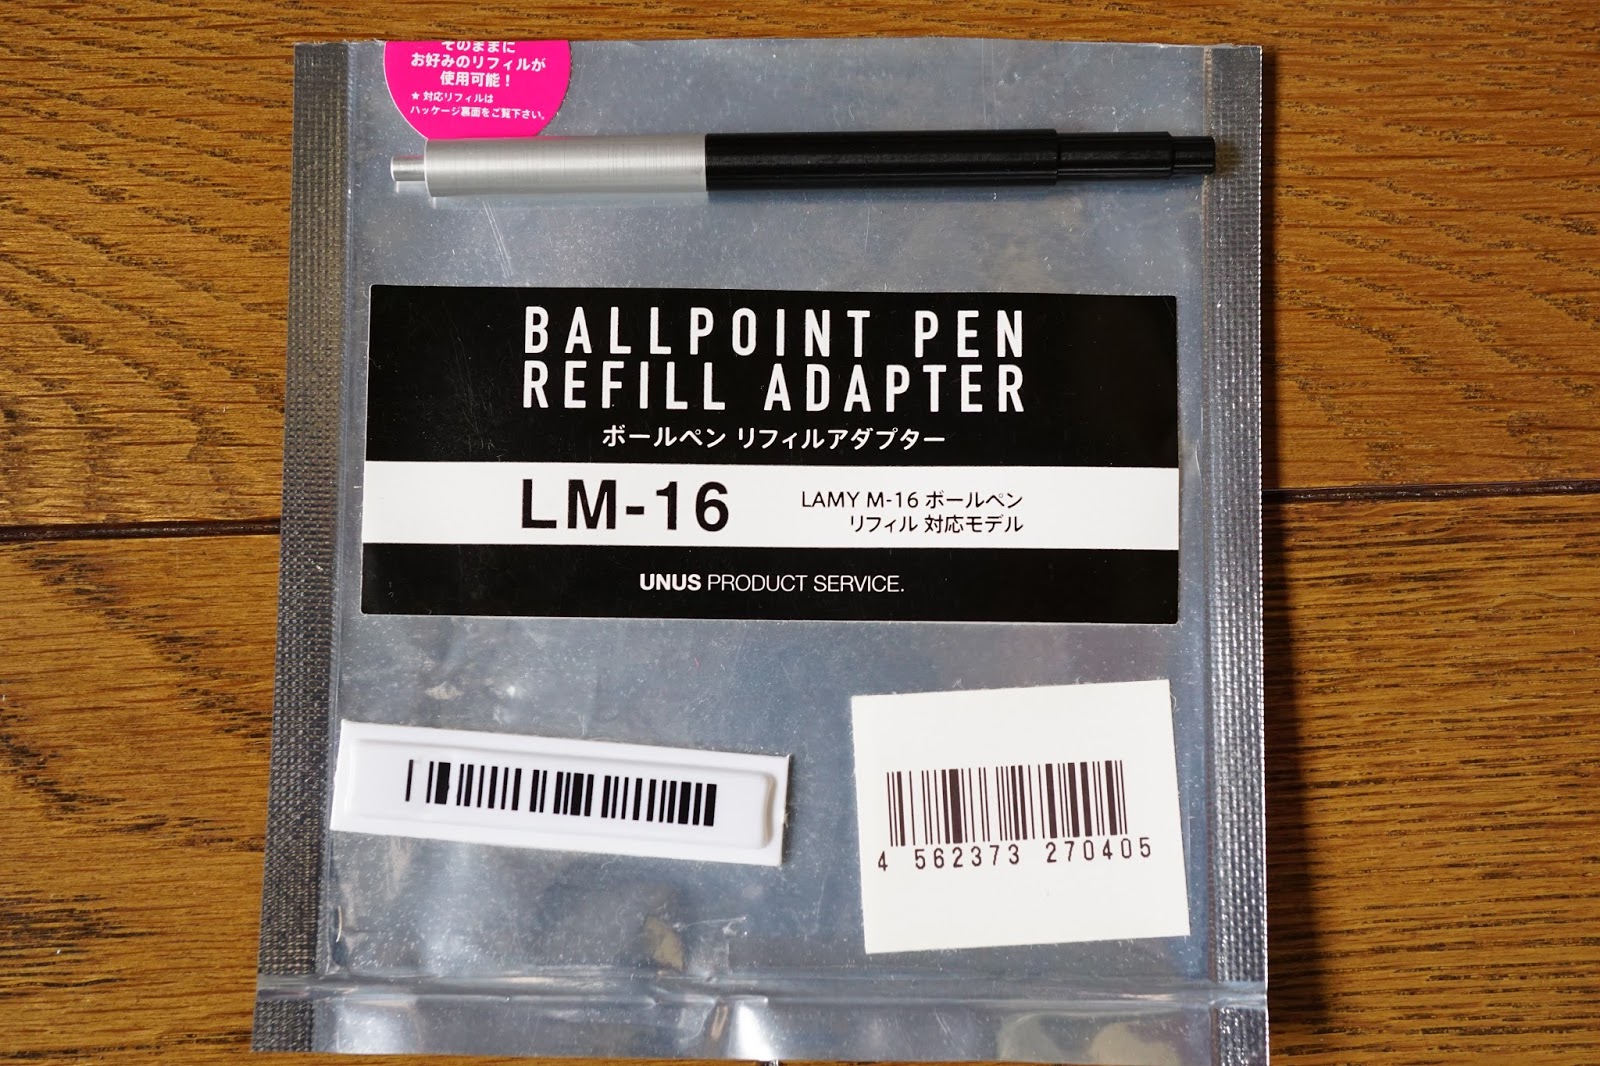 そのままに
お好みのリフィルが
使用可能！
★ 対応リフィルは
パッケージ裏面をご覧下さい。
BALLPOINT PEN
REFILL ADAPTER
ボールペン リフィルアダプター
LM-16
LAMY M-16 ボールペン
リフィル 対応モデル
UNUS PRODUCT SERVICE.
4 562373 270405